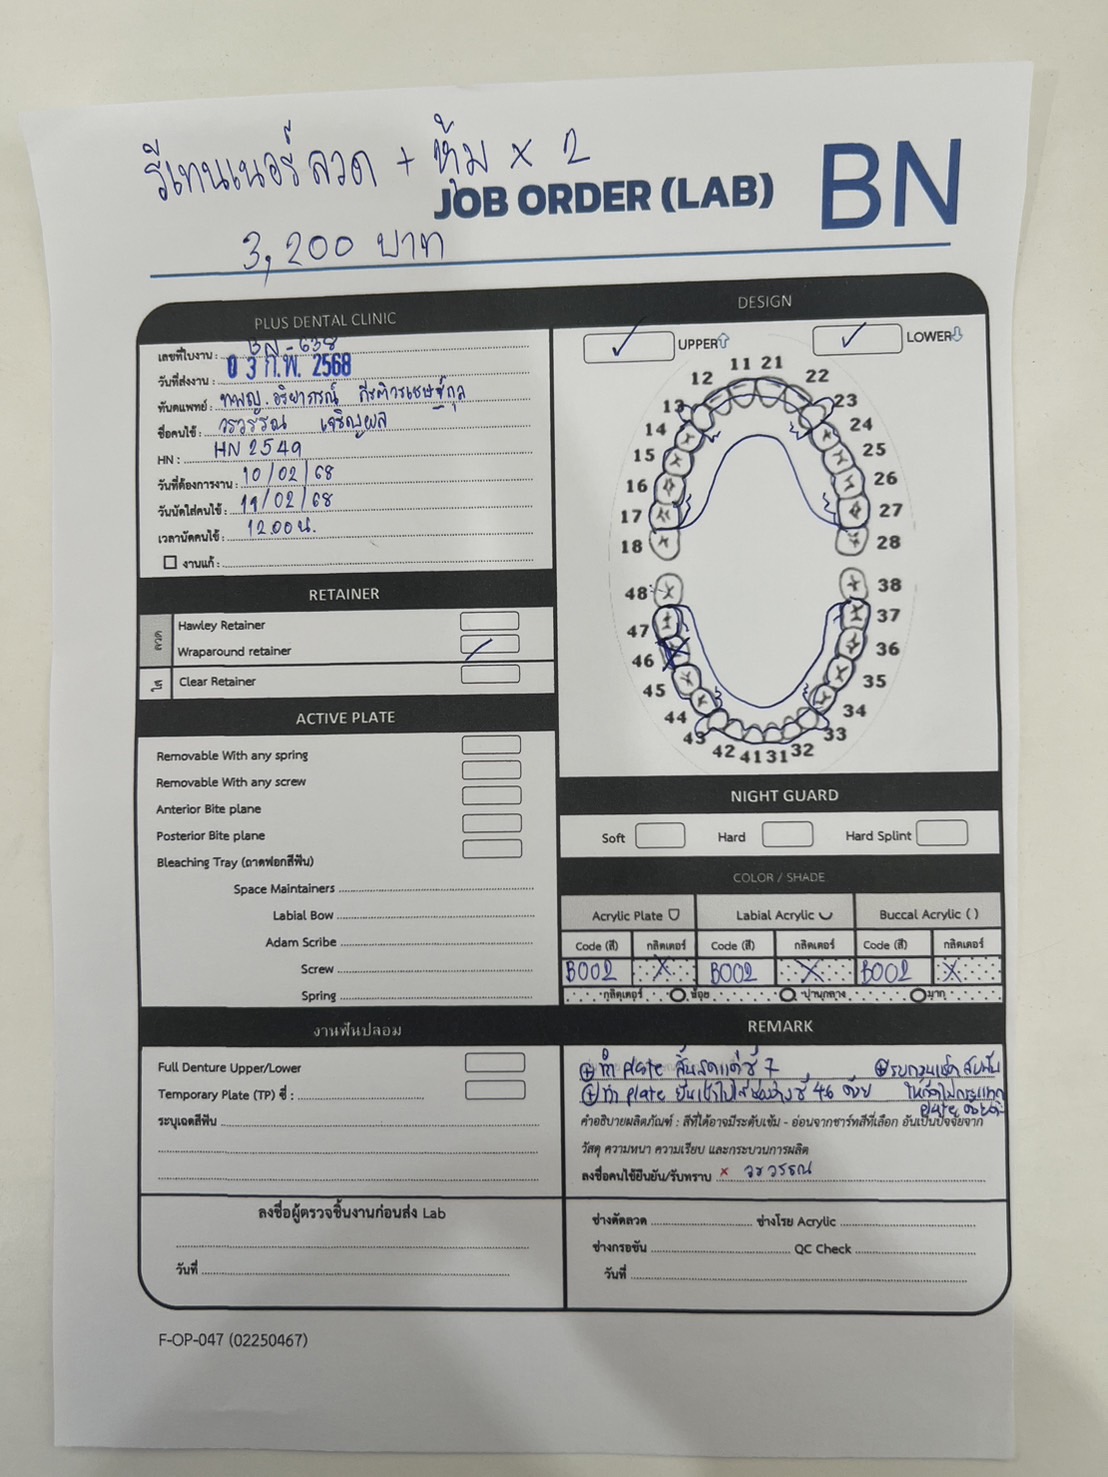 รีเทนเนอร์ลวด + หุ้ม x 2
JOB ORDER (LAB)
BN
3,200 บาท
PLUS DENTAL CLINIC
เลขที่ใบงาน : BN-638
วันที่ส่งงาน : 03 ก.พ. 2568
ทันตแพทย์ : ทพญ. อริยาภรณ์
ชื่อคนไข้ : วรวรรณ เจริญผล
HN : HN 2549
วันที่ต้องการงาน : 10/02/68
วันนัดใส่คนไข้ : 11/02/68
เวลานัดคนไข้ : 12.00 น.
งานแก้ :
DESIGN
UPPER
LOWER
11 21
12 22
13 23
14 24
15 25
16 26
17 27
18 28
48 38
47 37
46 36
45 35
44 34
43 33
42 41 31 32
RETAINER
ลวด
Hawley Retainer
Wraparound retainer
ใส
Clear Retainer
ACTIVE PLATE
Removable With any spring
Removable With any screw
Anterior Bite plane
Posterior Bite plane
Bleaching Tray (ถาดฟอกสีฟัน)
Space Maintainers
Labial Bow
Adam Scribe
Screw
Spring
NIGHT GUARD
Soft Hard Hard Splint
COLOR / SHADE
Acrylic Plate Labial Acrylic Buccal Acrylic ( )
Code (สี) กลิตเตอร์ Code (สี) กลิตเตอร์ Code (สี) กลิตเตอร์
B002 X B002 X B002 X
กลิตเตอร์ น้อย ปานกลาง มาก
งานฟันปลอม
Full Denture Upper/Lower
Temporary Plate (TP) ซี่ :
ระบุเฉดสีฟัน
REMARK
ทำ plate สิ้นสุดแค่ซี่ 7 รบกวนเช็คสบฟัน
ทำ plate ยื่นเข้าไปใส่ช่องว่างซี่ 46 ด้วย ให้กัดไม่กระแทก
plate
คำอธิบายผลิตภัณฑ์ : สีที่ได้อาจมีระดับเข้ม - อ่อนจากชาร์ทสีที่เลือก อันเป็นปัจจัยจาก
วัสดุ ความหนา ความเรียบ และกระบวนการผลิต
ลงชื่อคนไข้ยืนยัน/รับทราบ x วรวรรณ
ลงชื่อผู้ตรวจชิ้นงานก่อนส่ง Lab
วันที่
ช่างดัดลวด ช่างโรย Acrylic
ช่างกรอขัน QC Check
วันที่
F-OP-047 (02250467)